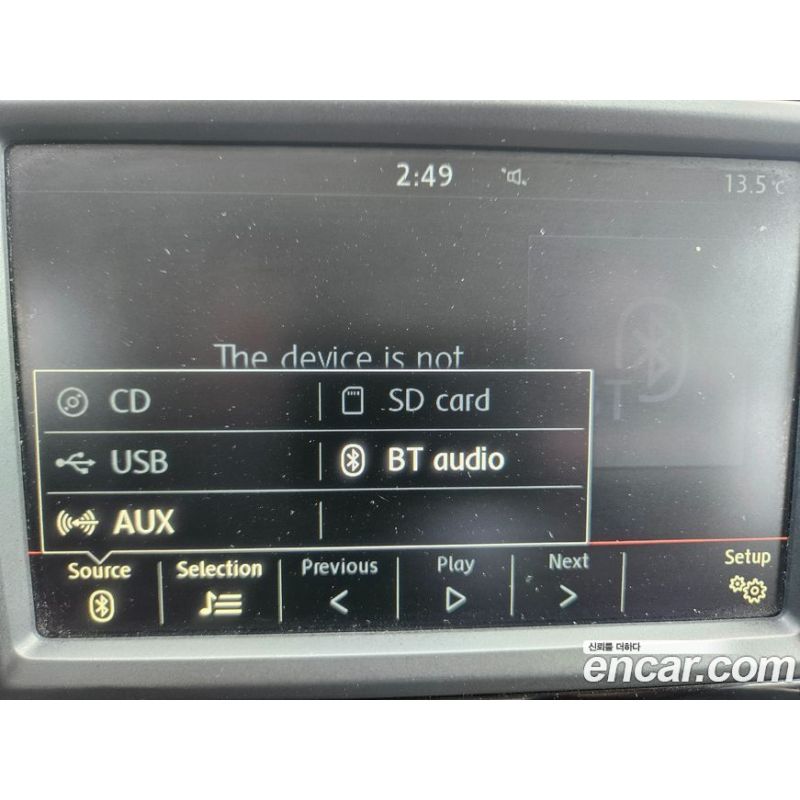 2:49
13.5°C
The device is not
BT
CD
SD card
USB
BT audio
AUX
Source
Selection
Previous
Play
Next
Setup
신뢰를 더하다
encar.com